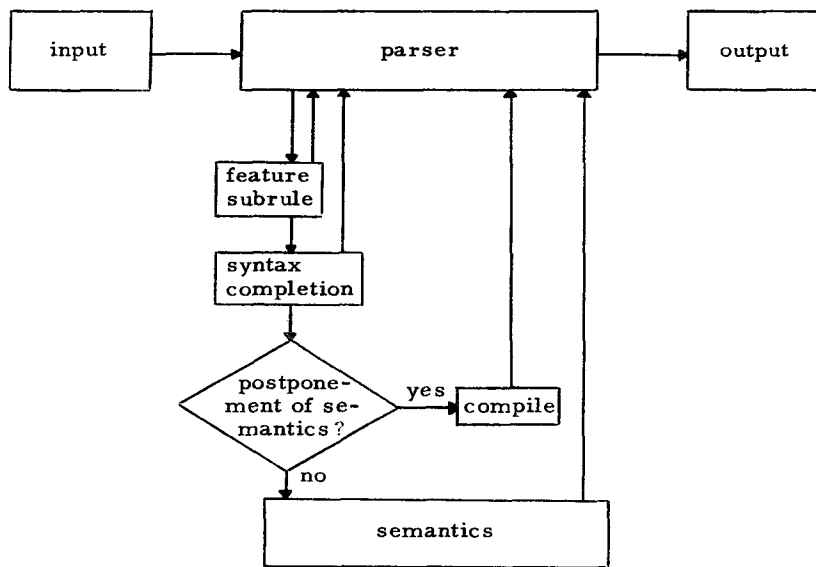 input
parser
output
feature
subrule
syntax
completion
postpone-
ment of se-
mantics?
yes
compile
no
semantics